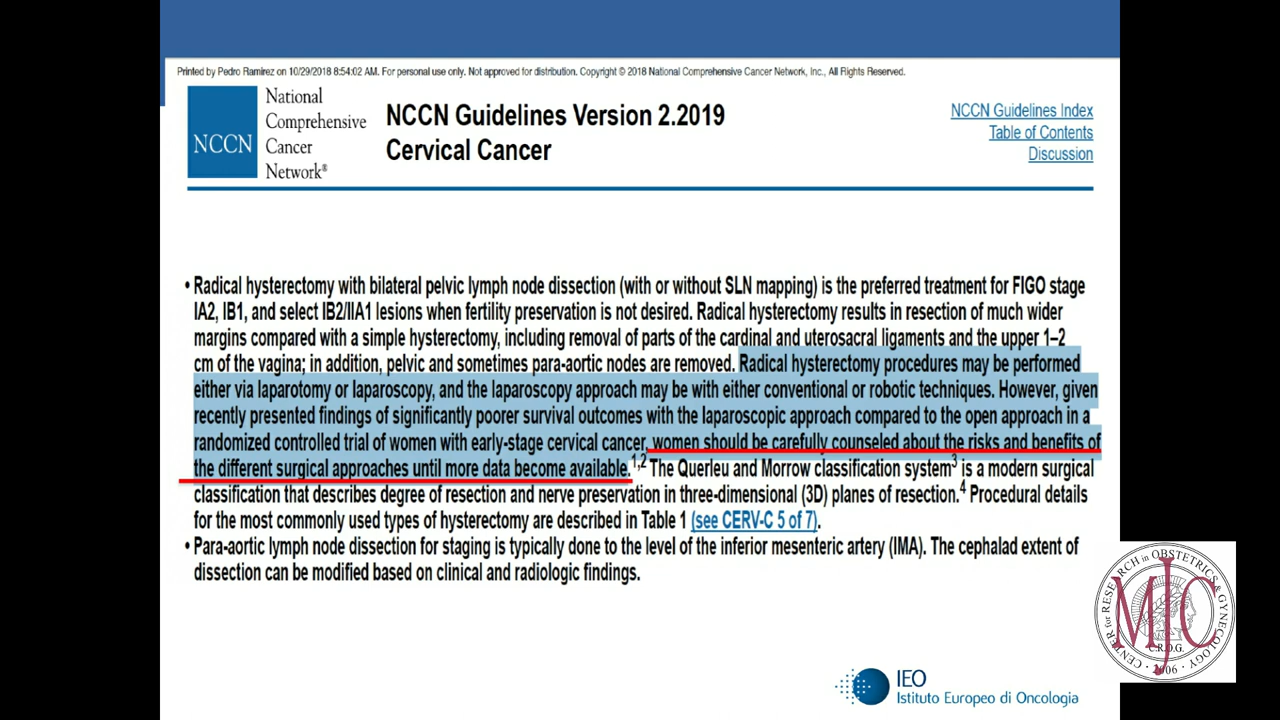 Printed by Pedro Ramirez on 10/29/2018 8:54:02 AM. For personal use only. Not approved for distribution. Copyright © 2018 National Comprehensive Cancer Network, Inc., All Rights Reserved.
NCCN
National
Comprehensive
Cancer
Network®
NCCN Guidelines Version 2.2019
Cervical Cancer
NCCN Guidelines Index
Table of Contents
Discussion
• Radical hysterectomy with bilateral pelvic lymph node dissection (with or without SLN mapping) is the preferred treatment for FIGO stage
IA2, IB1, and select IB2/IIA1 lesions when fertility preservation is not desired. Radical hysterectomy results in resection of much wider
margins compared with a simple hysterectomy, including removal of parts of the cardinal and uterosacral ligaments and the upper 1–2
cm of the vagina; in addition, pelvic and sometimes para-aortic nodes are removed. Radical hysterectomy procedures may be performed
either via laparotomy or laparoscopy, and the laparoscopy approach may be with either conventional or robotic techniques. However, given
recently presented findings of significantly poorer survival outcomes with the laparoscopic approach compared to the open approach in a
randomized controlled trial of women with early-stage cervical cancer, women should be carefully counseled about the risks and benefits of
the different surgical approaches until more data become available.1,2 The Querleu and Morrow classification system3 is a modern surgical
classification that describes degree of resection and nerve preservation in three-dimensional (3D) planes of resection.4 Procedural details
for the most commonly used types of hysterectomy are described in Table 1 (see CERV-C 5 of 7).
• Para-aortic lymph node dissection for staging is typically done to the level of the inferior mesenteric artery (IMA). The cephalad extent of
dissection can be modified based on clinical and radiologic findings.
CENTER for RESEARCH in OBSTETRICS & GYNECOLOGY
MJC
C.R.O.G.
2006
IEO
Istituto Europeo di Oncologia